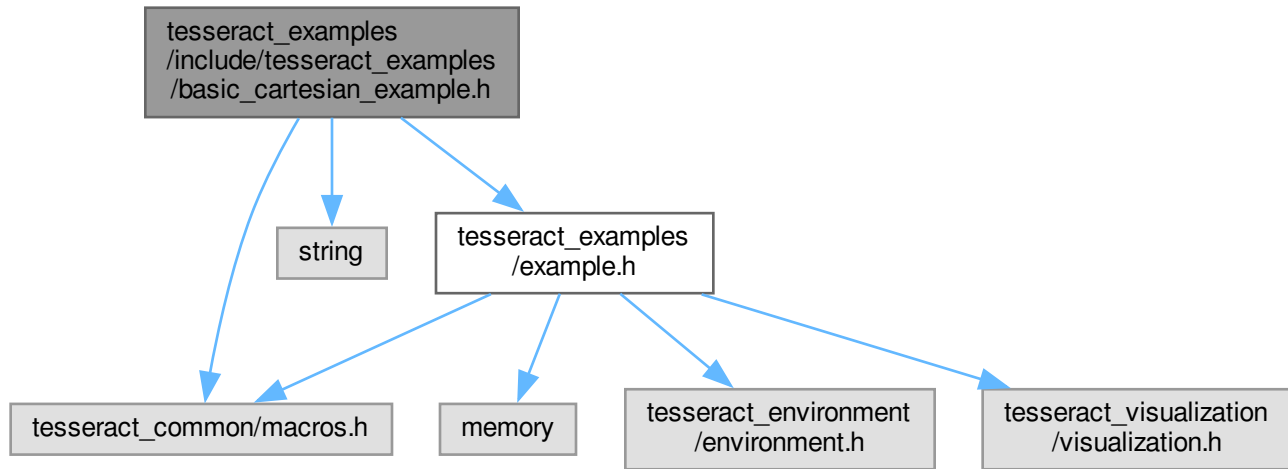 tesseract_examples
/include/tesseract_examples
/basic_cartesian_example.h
string
tesseract_examples
/example.h
tesseract_common/macros.h
memory
tesseract_environment
/environment.h
tesseract_visualization
/visualization.h